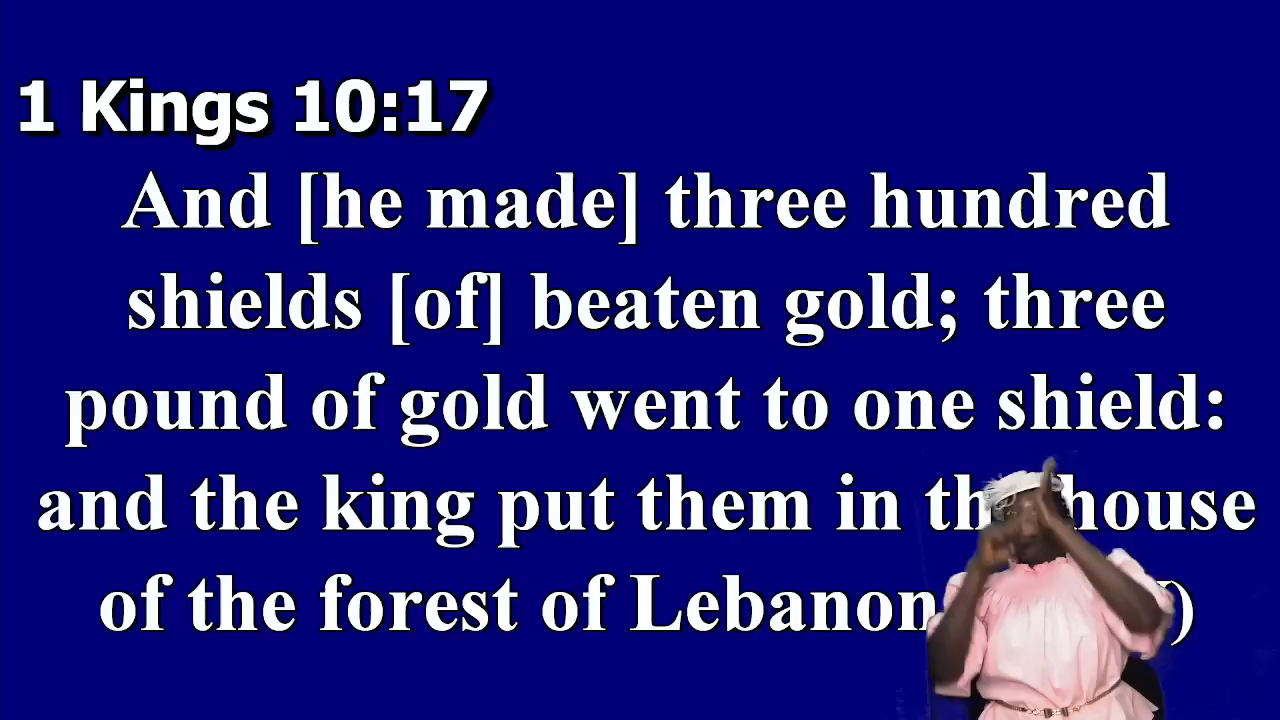 1 Kings 10:17
And [he made] three hundred
shields [of] beaten gold; three
pound of gold went to one shield:
and the king put them in house
of the forest of Lebanon )